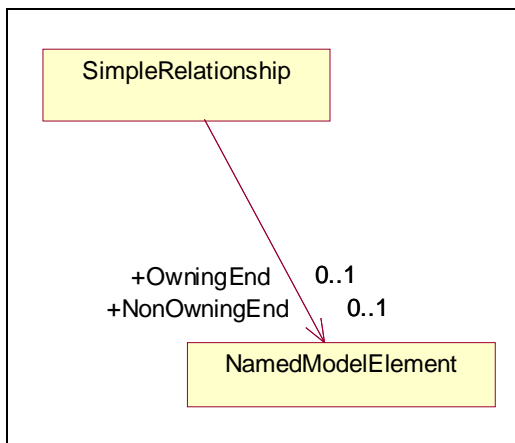 SimpleRelationship
+OwningEnd 0..1
+NonOwningEnd 0..1
NamedModelElement